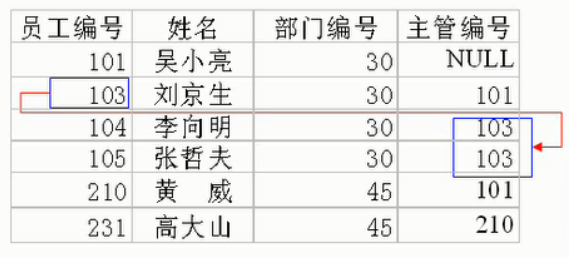 员工编号 姓名 部门编号 主管编号
101 吴小亮 30 NULL
103 刘京生 30 101
104 李向明 30 103
105 张哲夫 30 103
210 黄 威 45 101
231 高大山 45 210